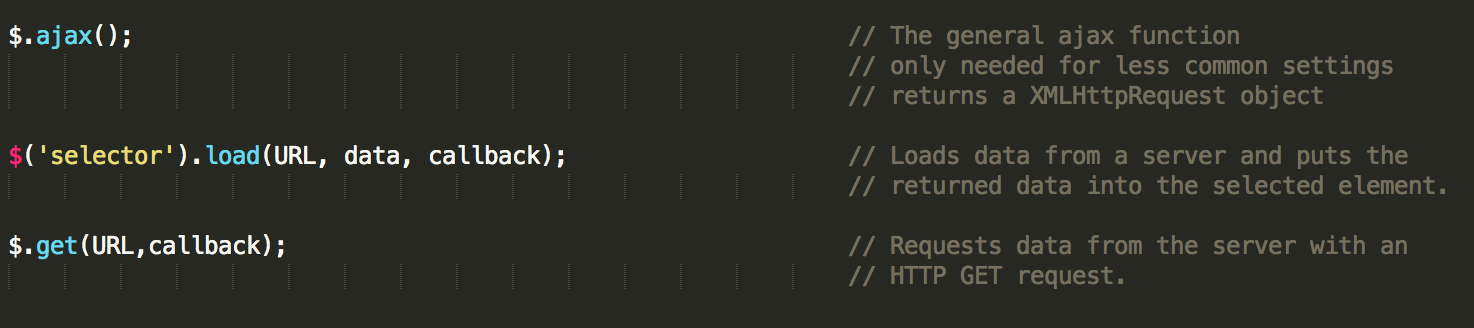 $.ajax(); // The general ajax function
// only needed for less common settings
// returns a XMLHttpRequest object
$('selector').load(URL, data, callback); // Loads data from a server and puts the
// returned data into the selected element.
$.get(URL,callback); // Requests data from the server with an
// HTTP GET request.